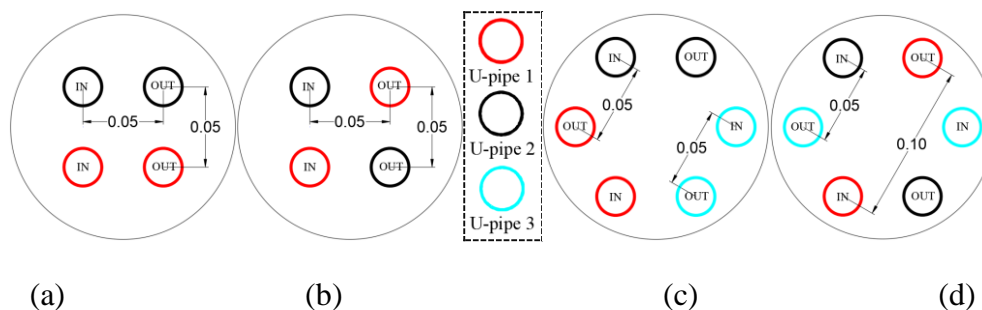 IN OUT
0.05
0.05
IN OUT
IN OUT
0.05
0.05
IN OUT
U-pipe 1
U-pipe 2
U-pipe 3
IN OUT
0.05
OUT IN
0.05
IN OUT
IN OUT
0.05
OUT IN
0.10
IN OUT
(a) (b) (c) (d)